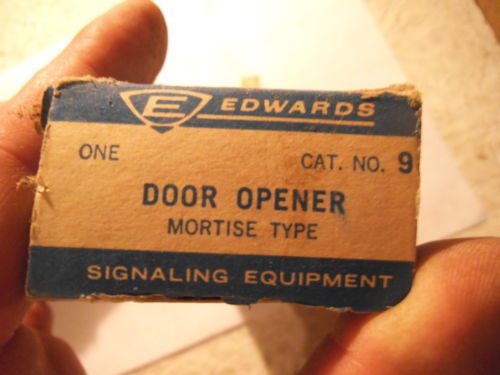 E EDWARDS
ONE CAT. NO. 9
DOOR OPENER
MORTISE TYPE
SIGNALING EQUIPMENT